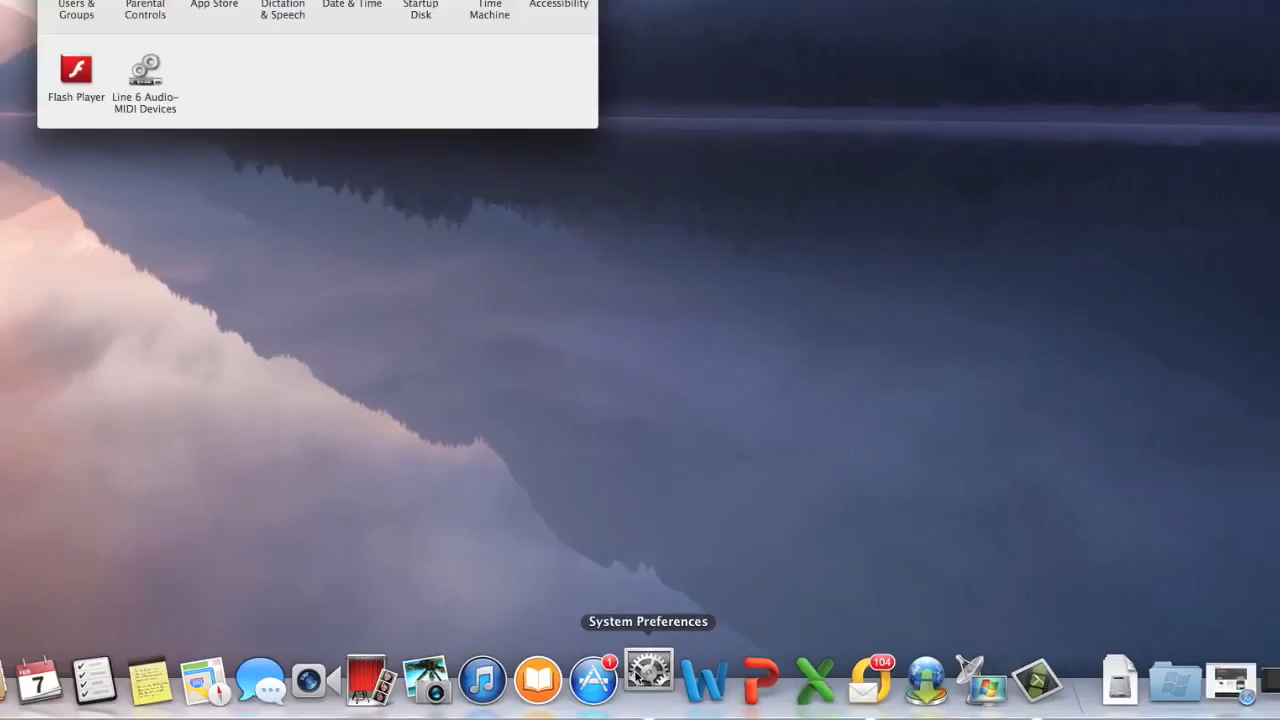 Users & Groups
Parental Controls
App Store
Dictation & Speech
Date & Time
Startup Disk
Time Machine
Accessibility
Flash Player
Line 6 Audio-
MIDI Devices
System Preferences
FEB
7
1
104